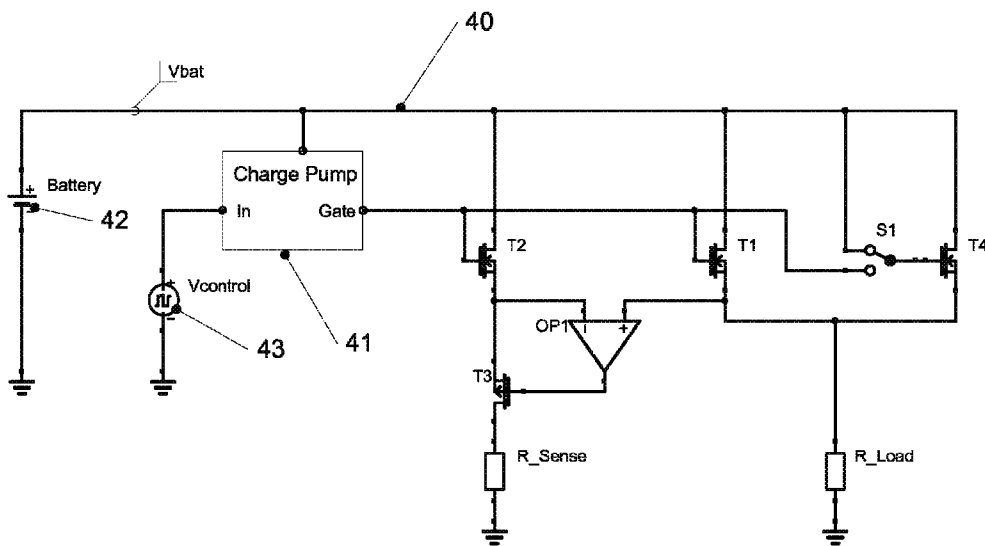 40
Vbat
Charge Pump
In
Gate
+
Battery
-
42
+
Vcontrol
-
43
41
T2
T1
S1
T4
OP1
-
+
T3
R_Sense
R_Load